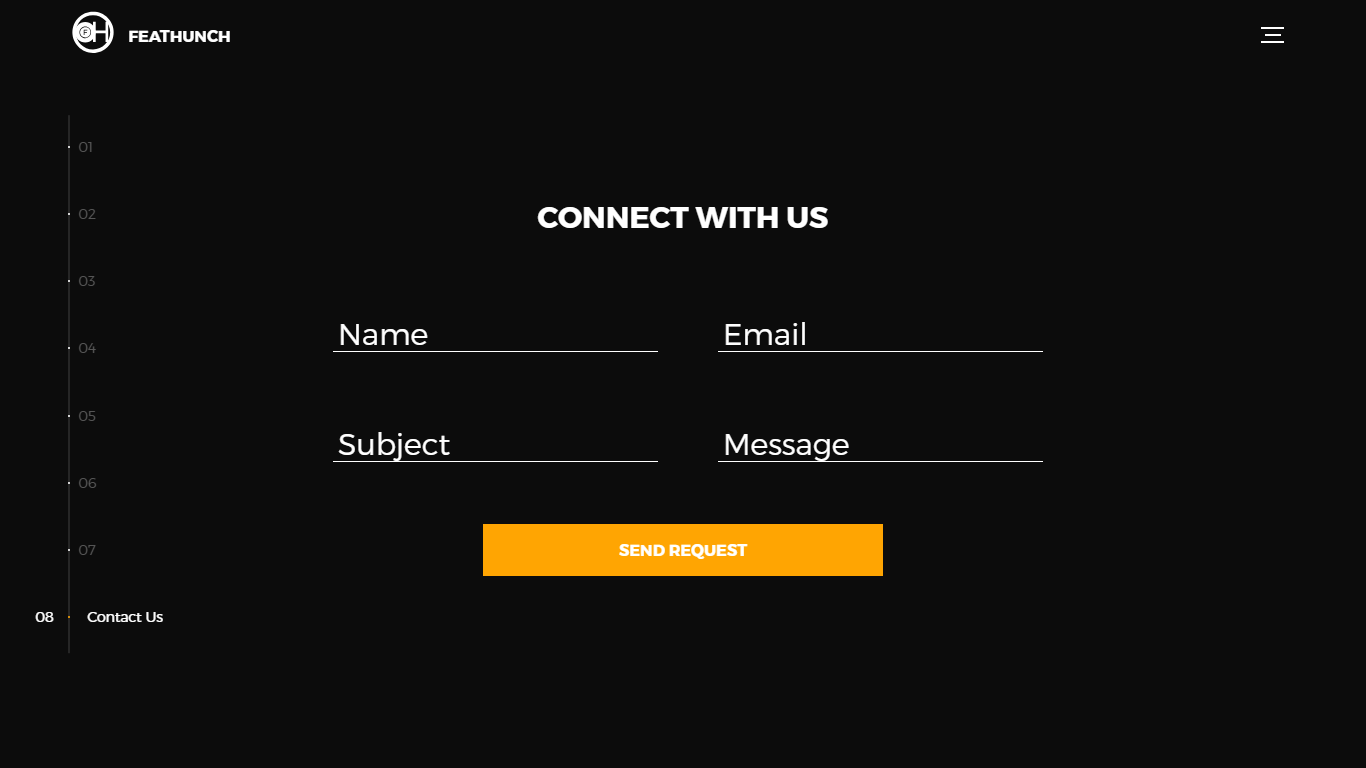 FEATHUNCH
01
02
03
04
05
06
07
08 Contact Us
CONNECT WITH US
Name
Email
Subject
Message
SEND REQUEST